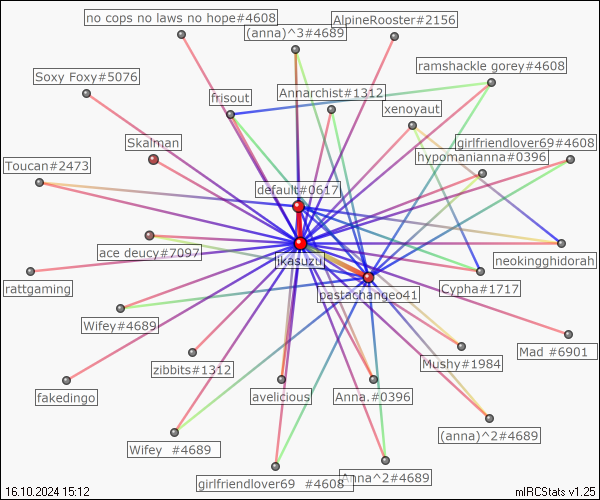 no cops no laws no hope#4608
AlpineRooster#2156
(anna)^3#4689
ramshackle gorey#4608
Soxy Foxy#5076
Annarchist#1312
frisout
xenoyaut
Skalman
girlfriendlover69#4608
hypomanianna#0396
Toucan#2473
default#0617
ace deucy#7097
ikasuzu
neokingghidorah
rattgaming
Cypha#1717
pastachangeo41
Wifey#4689
Mad #6901
Mushy#1984
zibbits#1312
fakedingo
avelicious
Anna.#0396
(anna)^2#4689
Wifey #4689
Anna^2#4689
girlfriendlover69 #4608
16.10.2024 15:12
mIRCStats v1.25